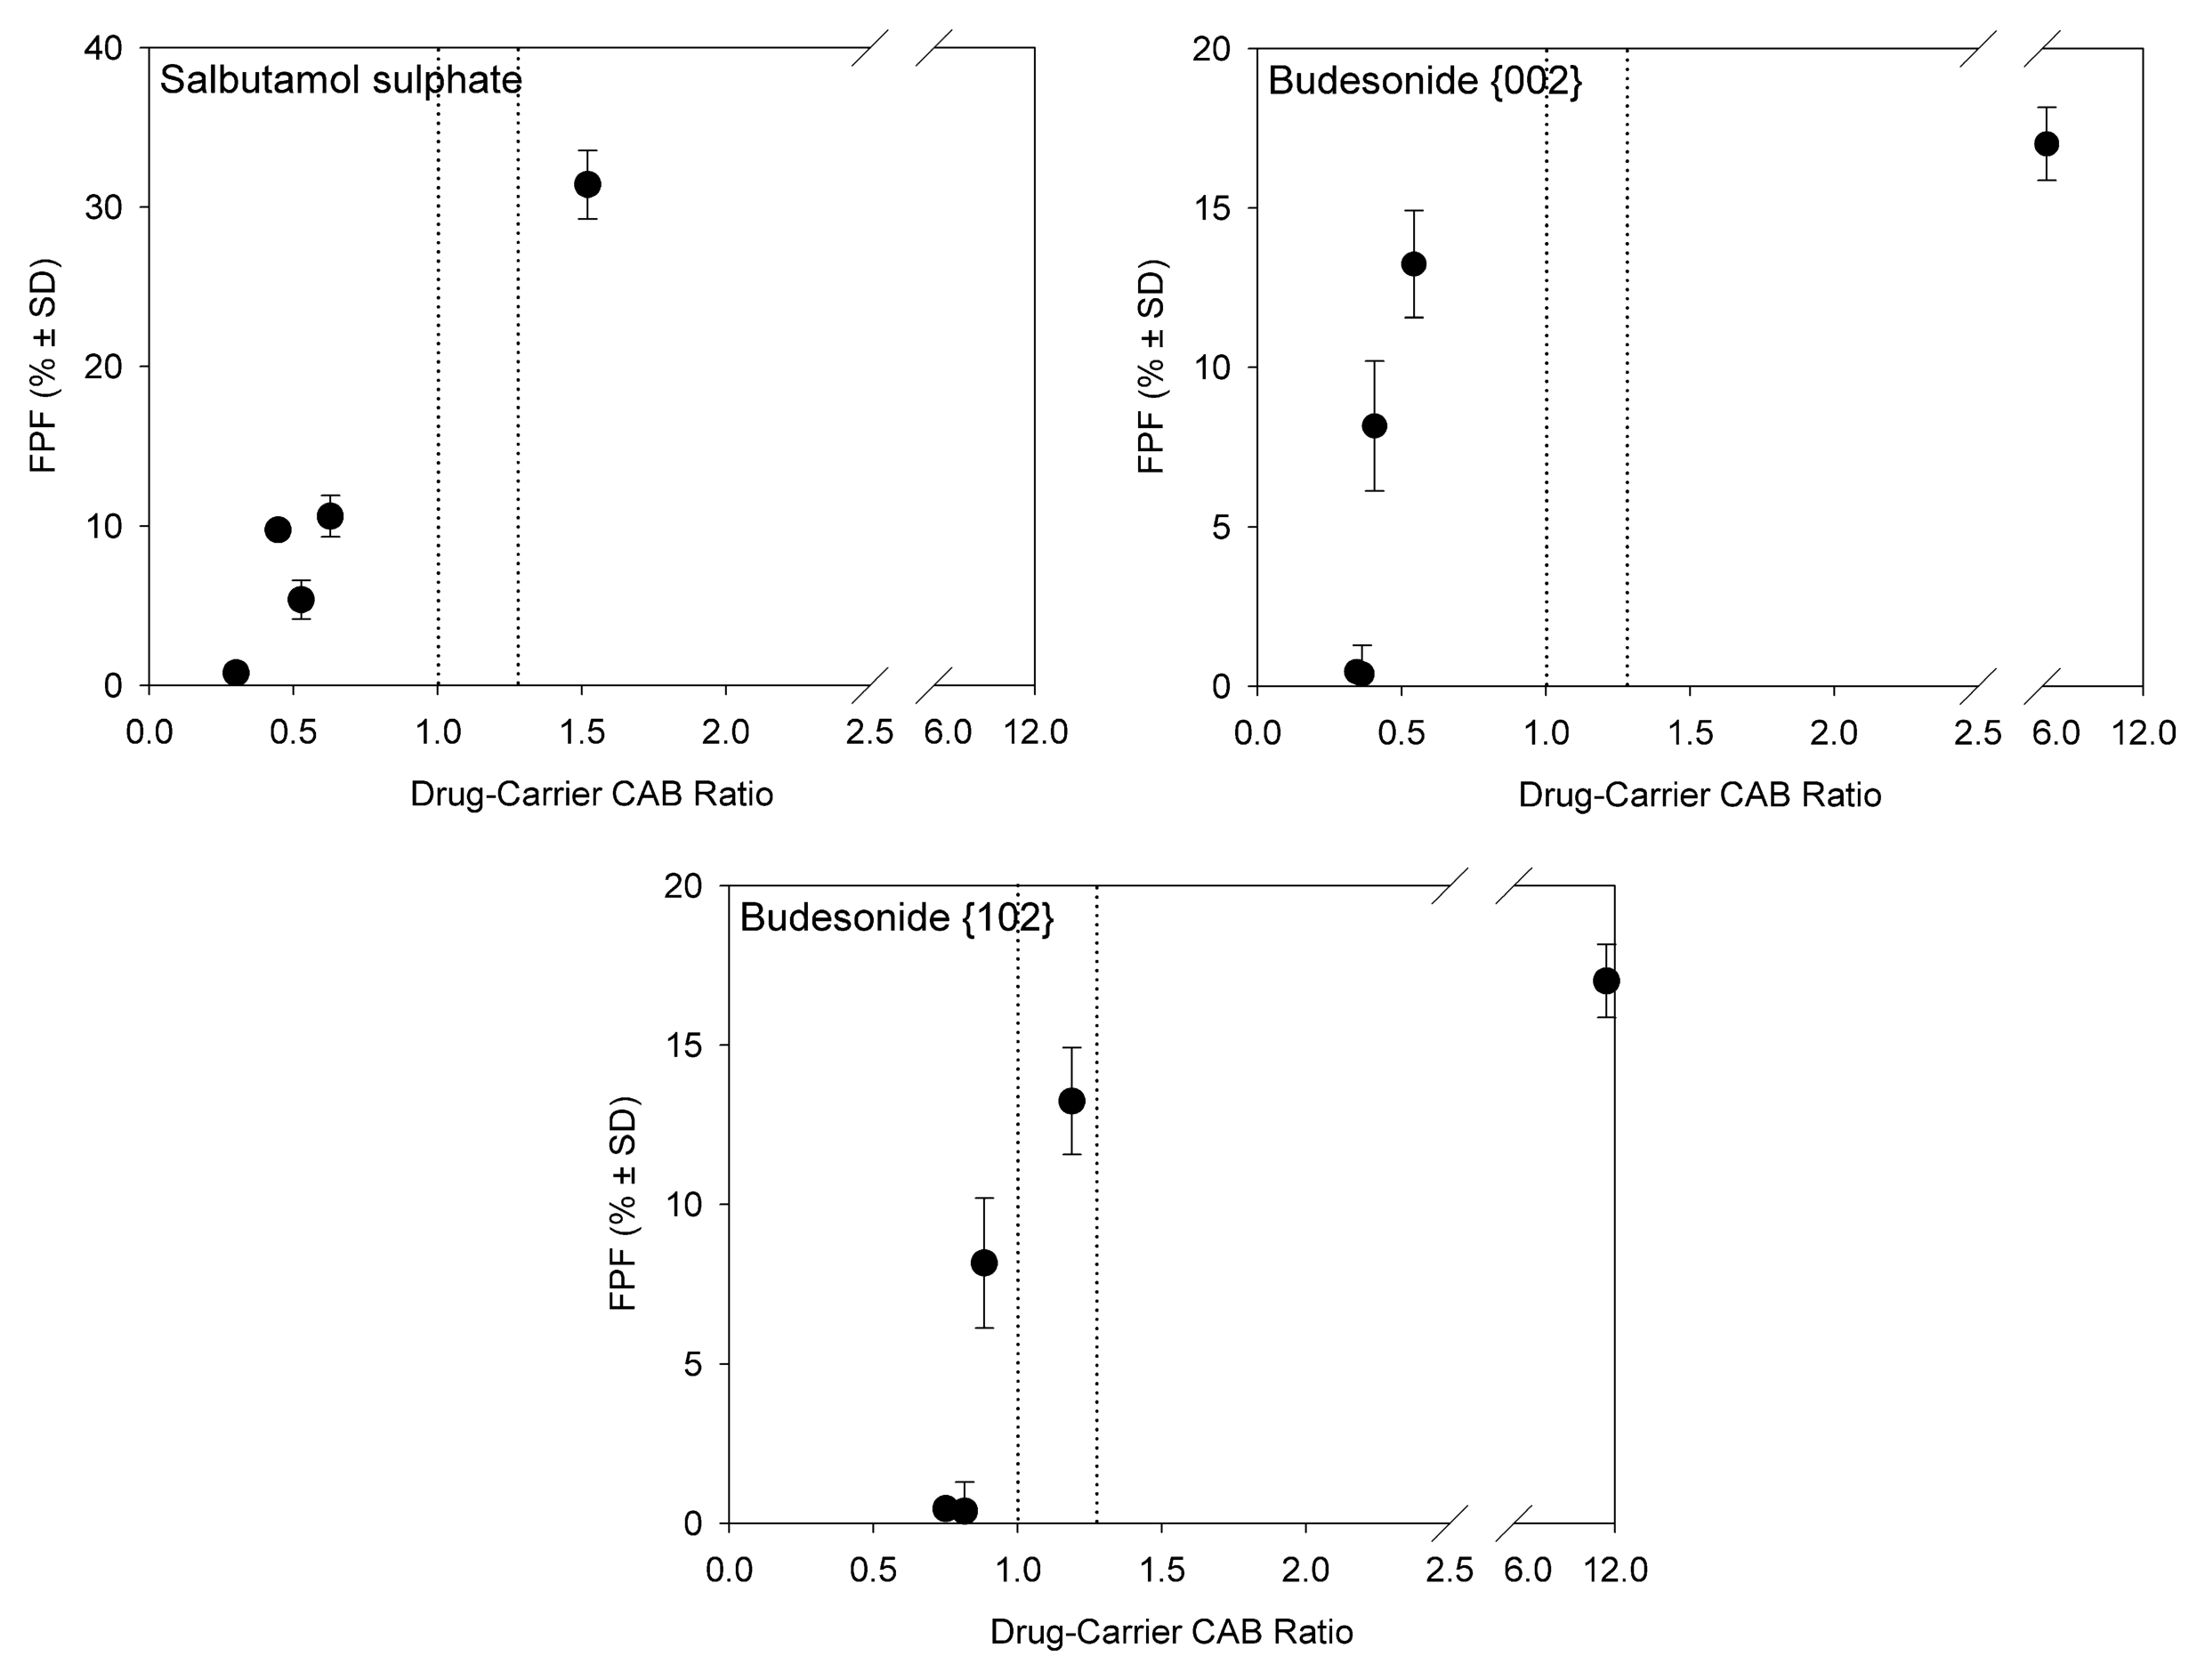 Salbutamol sulphate
FPF (% ± SD)
40
30
20
10
0
0.0 0.5 1.0 1.5 2.0 2.5 6.0 12.0
Drug-Carrier CAB Ratio
Budesonide {002}
FPF (% ± SD)
20
15
10
5
0
0.0 0.5 1.0 1.5 2.0 2.5 6.0 12.0
Drug-Carrier CAB Ratio
Budesonide {102}
FPF (% ± SD)
20
15
10
5
0
0.0 0.5 1.0 1.5 2.0 2.5 6.0 12.0
Drug-Carrier CAB Ratio